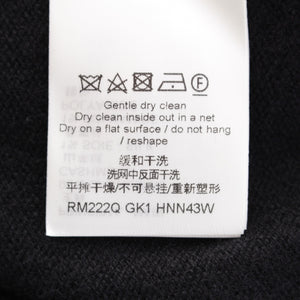 F
Gentle dry clean
Dry clean inside out in a net
Dry on a flat surface / do not hang
/ reshape
缓和干洗
洗网中反面干洗
平摊干燥/不可悬挂/重新塑形
RM222Q GK1 HNN43W